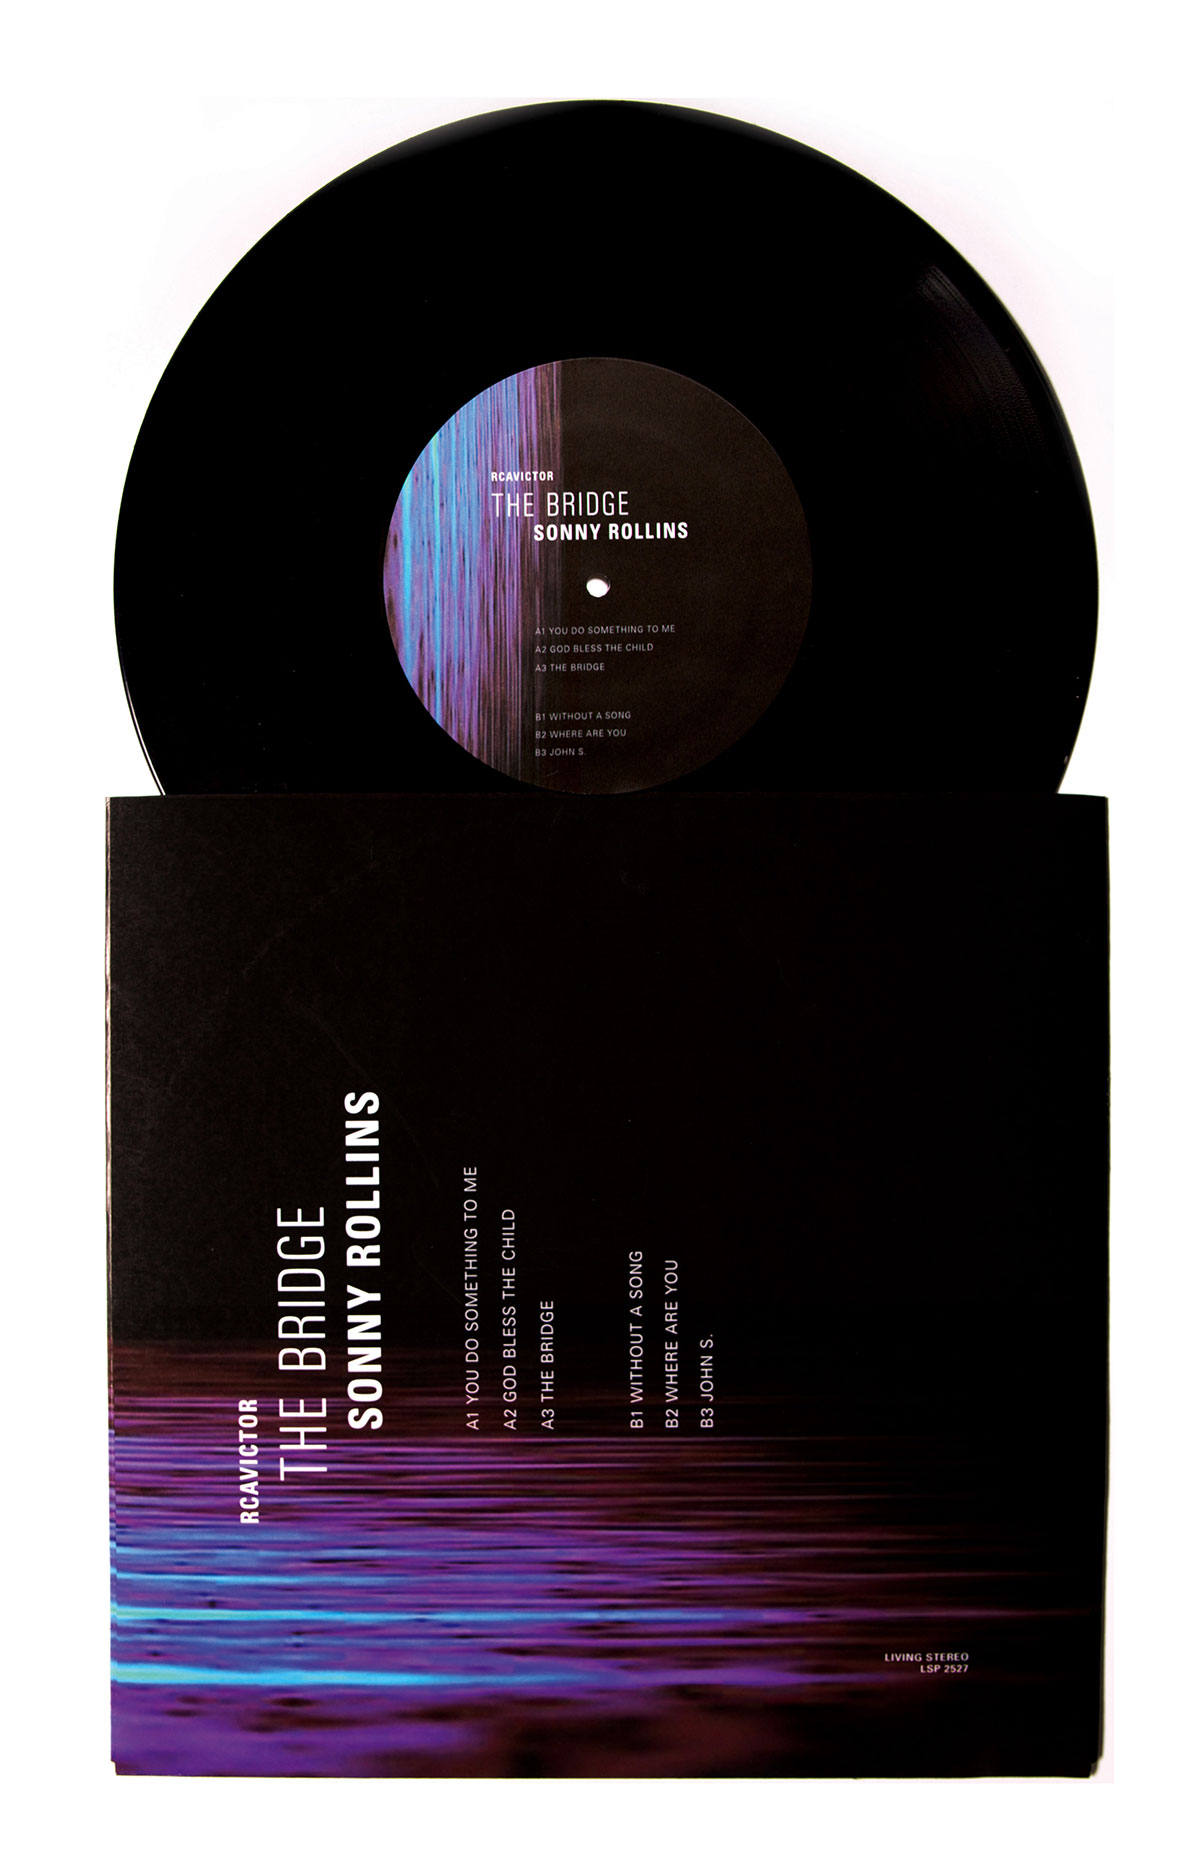 RCAVICTOR
THE BRIDGE
SONNY ROLLINS
A1 YOU DO SOMETHING TO ME
A2 GOD BLESS THE CHILD
A3 THE BRIDGE
B1 WITHOUT A SONG
B2 WHERE ARE YOU
B3 JOHN S.
RCAVICTOR
THE BRIDGE
SONNY ROLLINS
A1 YOU DO SOMETHING TO ME
A2 GOD BLESS THE CHILD
A3 THE BRIDGE
B1 WITHOUT A SONG
B2 WHERE ARE YOU
B3 JOHN S.
LIVING STEREO
LSP 2527